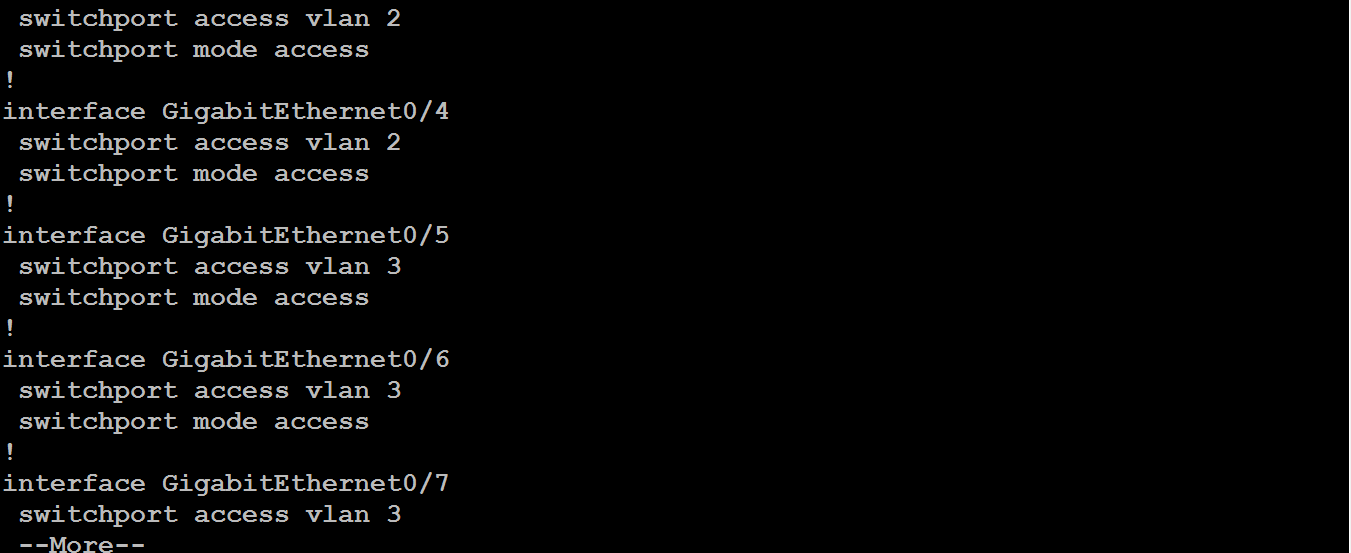 switchport access vlan 2
switchport mode access
!
interface GigabitEthernet0/4
switchport access vlan 2
switchport mode access
!
interface GigabitEthernet0/5
switchport access vlan 3
switchport mode access
!
interface GigabitEthernet0/6
switchport access vlan 3
switchport mode access
!
interface GigabitEthernet0/7
switchport access vlan 3
--More--